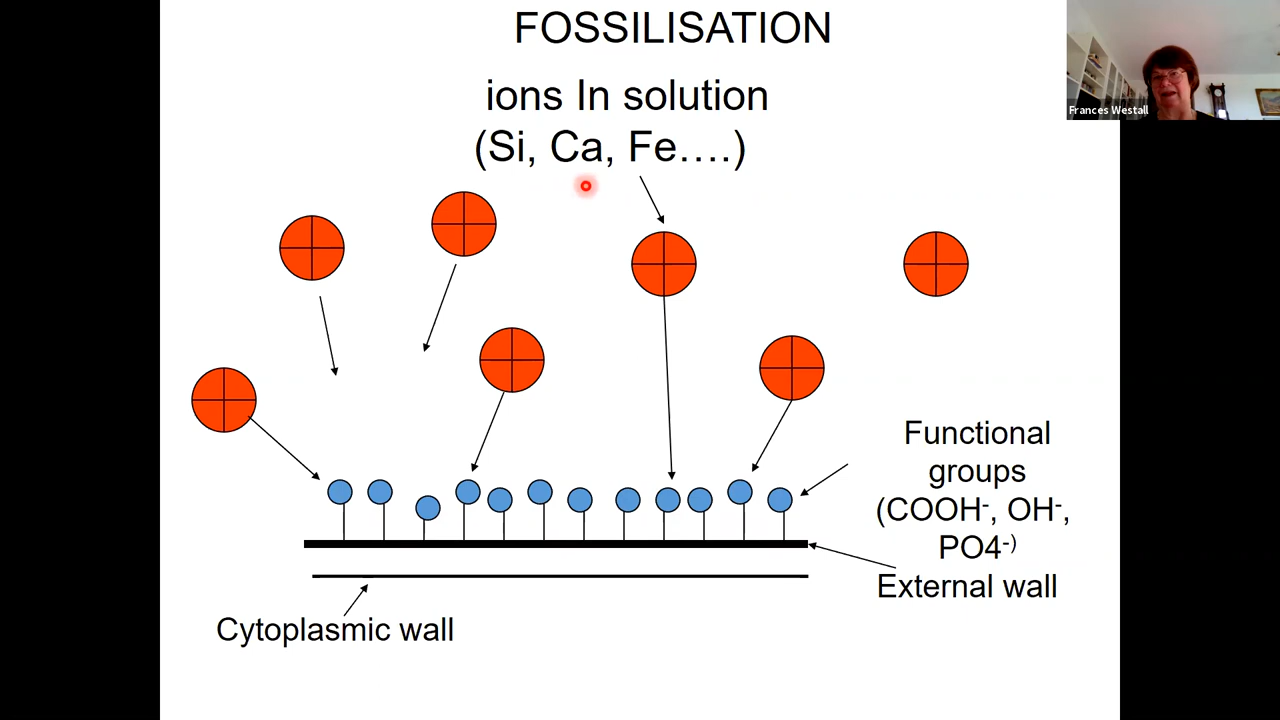 FOSSILISATION
ions In solution
(Si, Ca, Fe....)
Frances Westall
Functional
groups
(COOH⁻, OH⁻,
PO4⁻⁾
External wall
Cytoplasmic wall